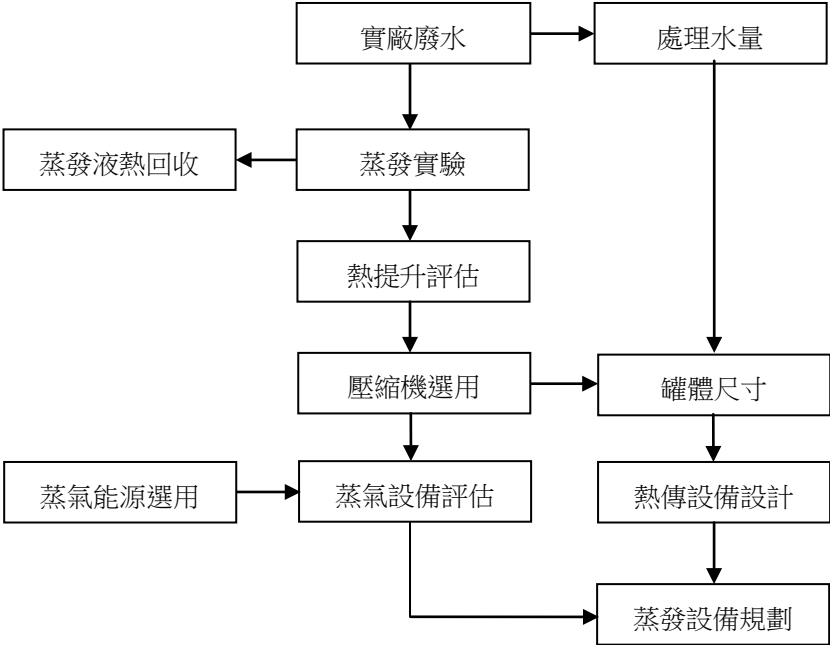 實廠廢水
處理水量
蒸發液熱回收
蒸發實驗
熱提升評估
壓縮機選用
罐體尺寸
蒸氣能源選用
蒸氣設備評估
熱傳設備設計
蒸發設備規劃